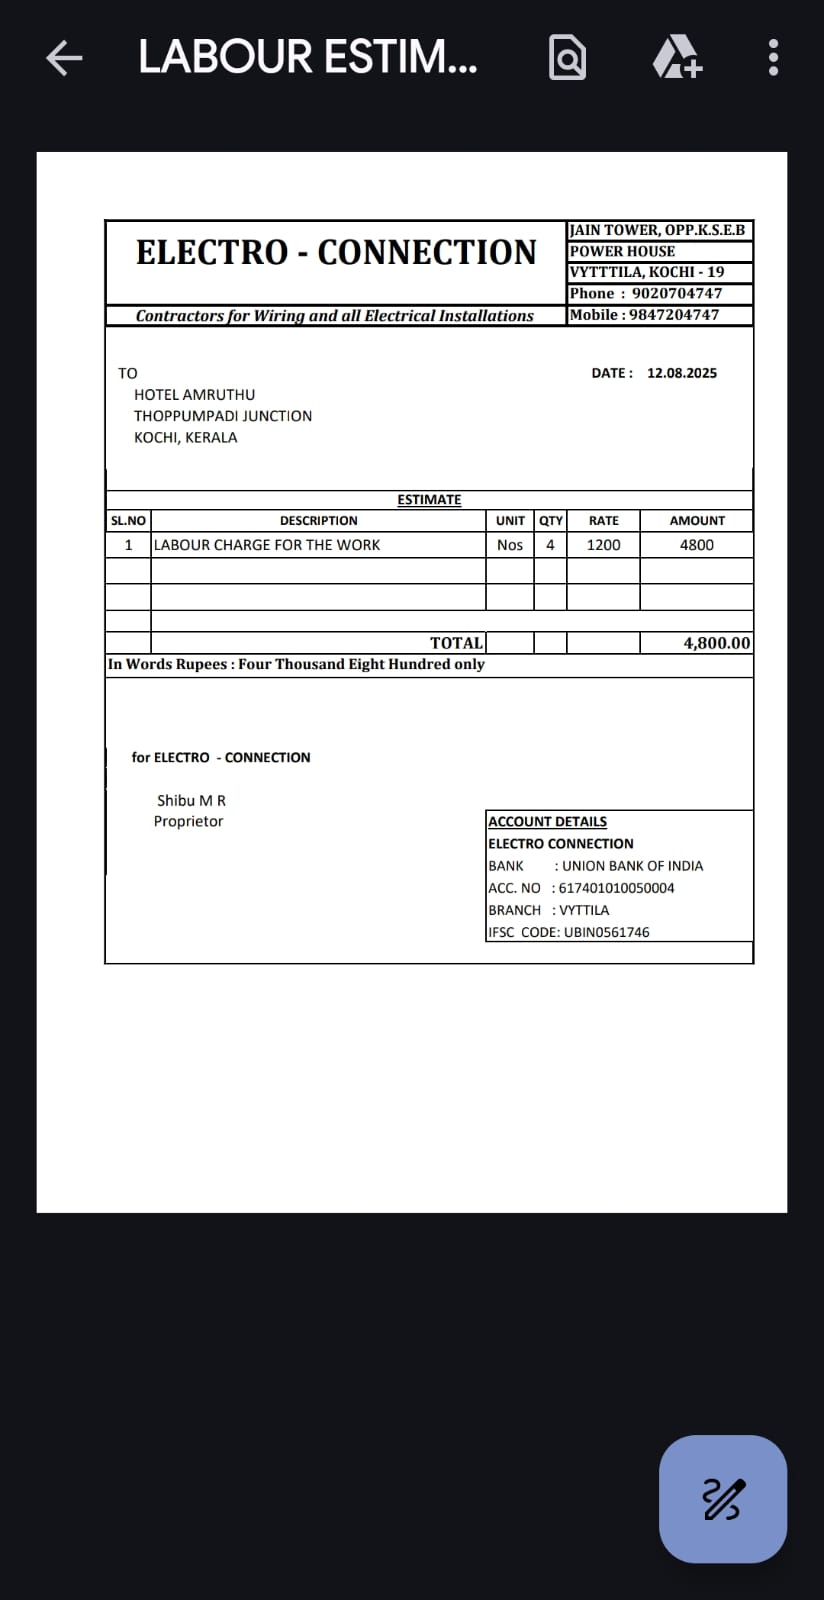 LABOUR ESTIM...
ELECTRO - CONNECTION
JAIN TOWER, OPP.K.S.E.B
POWER HOUSE
VYTTTILA, KOCHI - 19
Phone : 9020704747
Contractors for Wiring and all Electrical Installations
Mobile : 9847204747
TO
DATE : 12.08.2025
HOTEL AMRUTHU
THOPPUMPADI JUNCTION
KOCHI, KERALA
ESTIMATE
SL.NO DESCRIPTION UNIT QTY RATE AMOUNT
1 LABOUR CHARGE FOR THE WORK Nos 4 1200 4800
TOTAL 4,800.00
In Words Rupees : Four Thousand Eight Hundred only
for ELECTRO - CONNECTION
Shibu M R
Proprietor
ACCOUNT DETAILS
ELECTRO CONNECTION
BANK : UNION BANK OF INDIA
ACC. NO : 617401010050004
BRANCH : VYTTILA
IFSC CODE: UBIN0561746